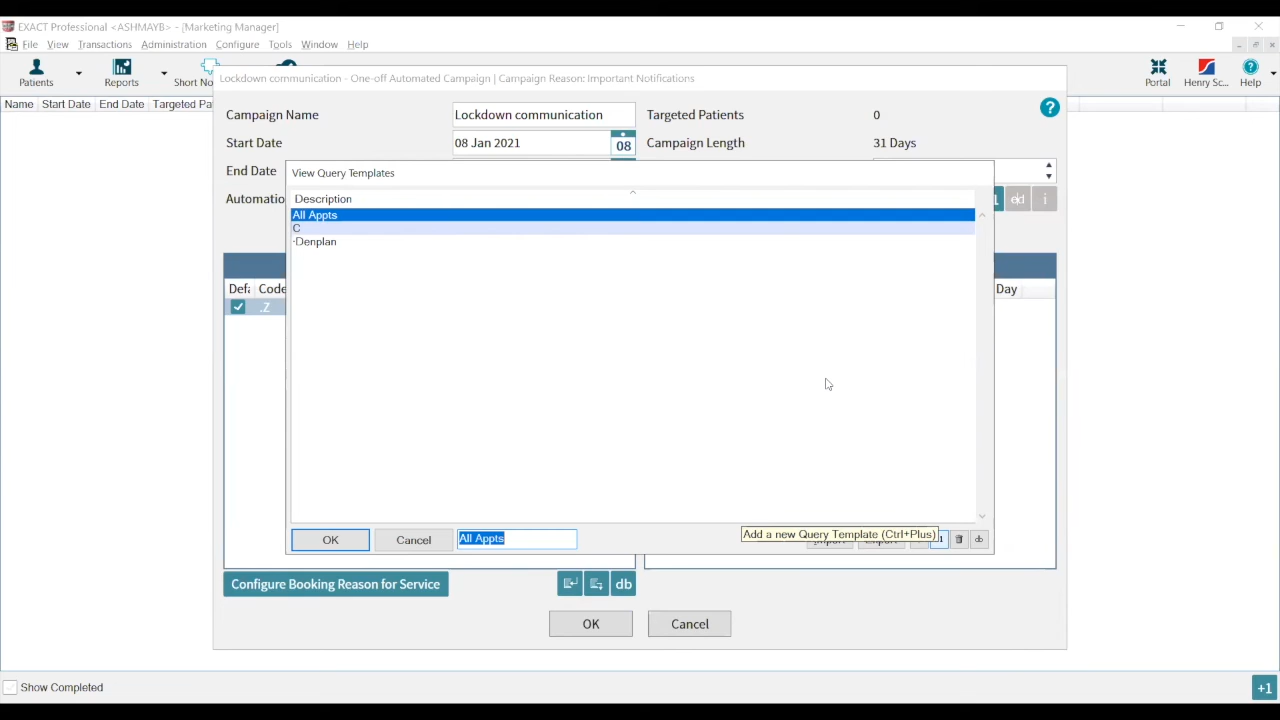 EXACT Professional <ASHMAYB> - [Marketing Manager]
File View Transactions Administration Configure Tools Window Help
Patients Reports Short No Portal Henry Sc... Help
Lockdown communication - One-off Automated Campaign | Campaign Reason: Important Notifications
Name Start Date End Date Targeted Pa
Campaign Name Lockdown communication Targeted Patients 0 ?
Start Date 08 Jan 2021 08 Campaign Length 31 Days
End Date
View Query Templates
Automatio
Description
edd i
All Appts
C
·Denplan
Defa Code Day
.Z
Add a new Query Template (Ctrl+Plus)
OK Cancel All Appts
Configure Booking Reason for Service db
OK Cancel
Show Completed +1